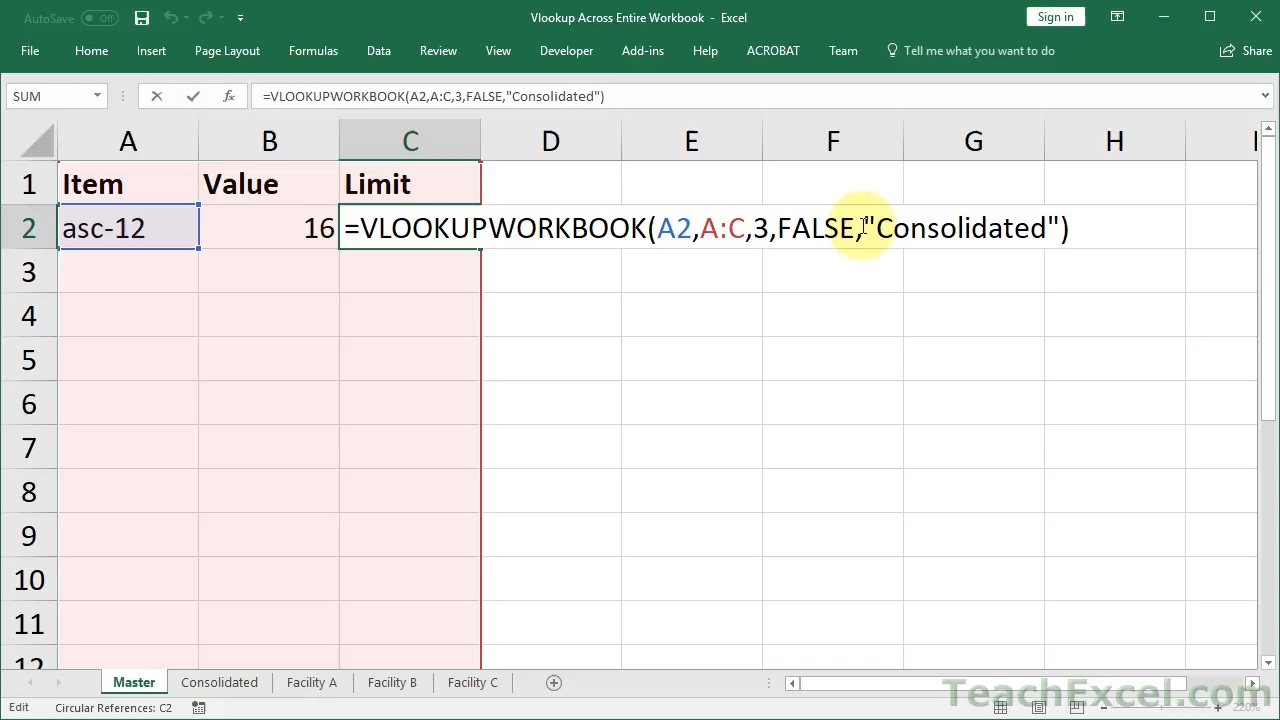 AutoSave Off
Vlookup Across Entire Workbook - Excel
Sign in
File Home Insert Page Layout Formulas Data Review View Developer Add-ins Help ACROBAT Team Tell me what you want to do Share
SUM
fx
=VLOOKUPWORKBOOK(A2,A:C,3,FALSE,"Consolidated")
A B C D E F G H
1 Item Value Limit
2 asc-12 16 =VLOOKUPWORKBOOK(A2,A:C,3,FALSE,"Consolidated")
3
4
5
6
7
8
9
10
11
12
Master Consolidated Facility A Facility B Facility C
TeachExcel.com
Edit Circular References: C2 220%